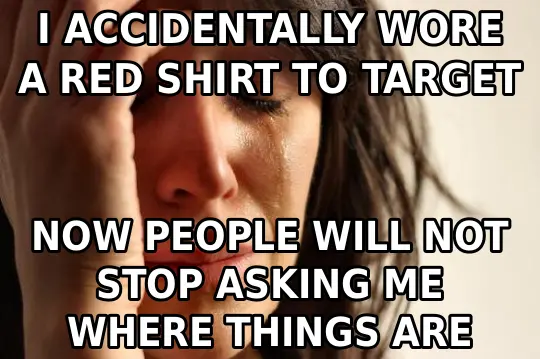 I ACCIDENTALLY WORE
A RED SHIRT TO TARGET
NOW PEOPLE WILL NOT
STOP ASKING ME
WHERE THINGS ARE